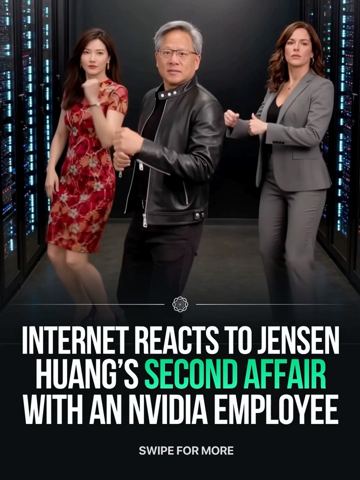 INTERNET REACTS TO JENSEN
HUANG'S SECOND AFFAIR
WITH AN NVIDIA EMPLOYEE
SWIPE FOR MORE